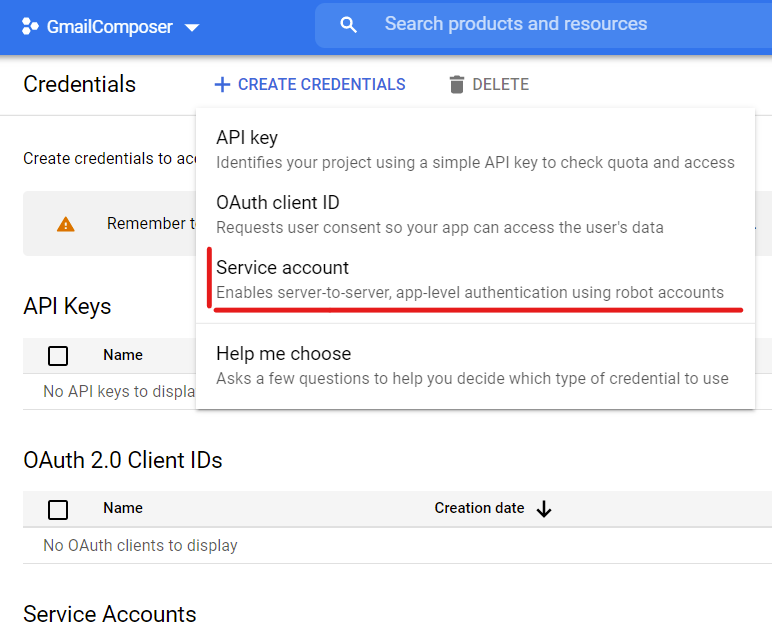 GmailComposer
Search products and resources
Credentials
CREATE CREDENTIALS
DELETE
API key
Identifies your project using a simple API key to check quota and access
Create credentials to
OAuth client ID
Requests user consent so your app can access the user's data
Remember
Service account
Enables server-to-server, app-level authentication using robot accounts
API Keys
Help me choose
Asks a few questions to help you decide which type of credential to use
Name
No API keys to
OAuth 2.0 Client IDs
Name
Creation date
No OAuth clients to display
Service Accounts